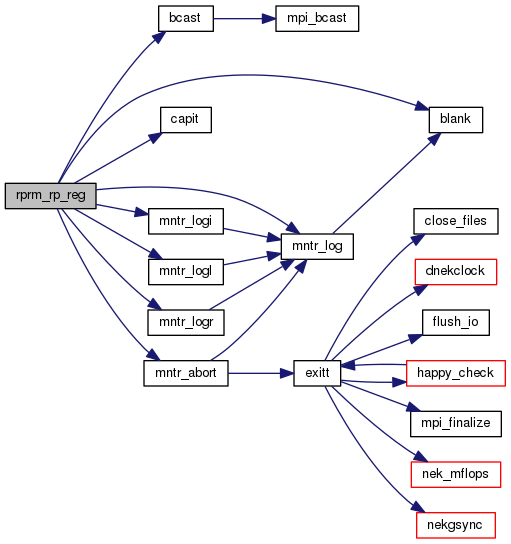 bcast
mpi_bcast
capit
blank
rprm_rp_reg
mntr_logi
mntr_log
mntr_logl
mntr_logr
mntr_abort
exitt
close_files
dnekclock
flush_io
happy_check
mpi_finalize
nek_mflops
nekgsync